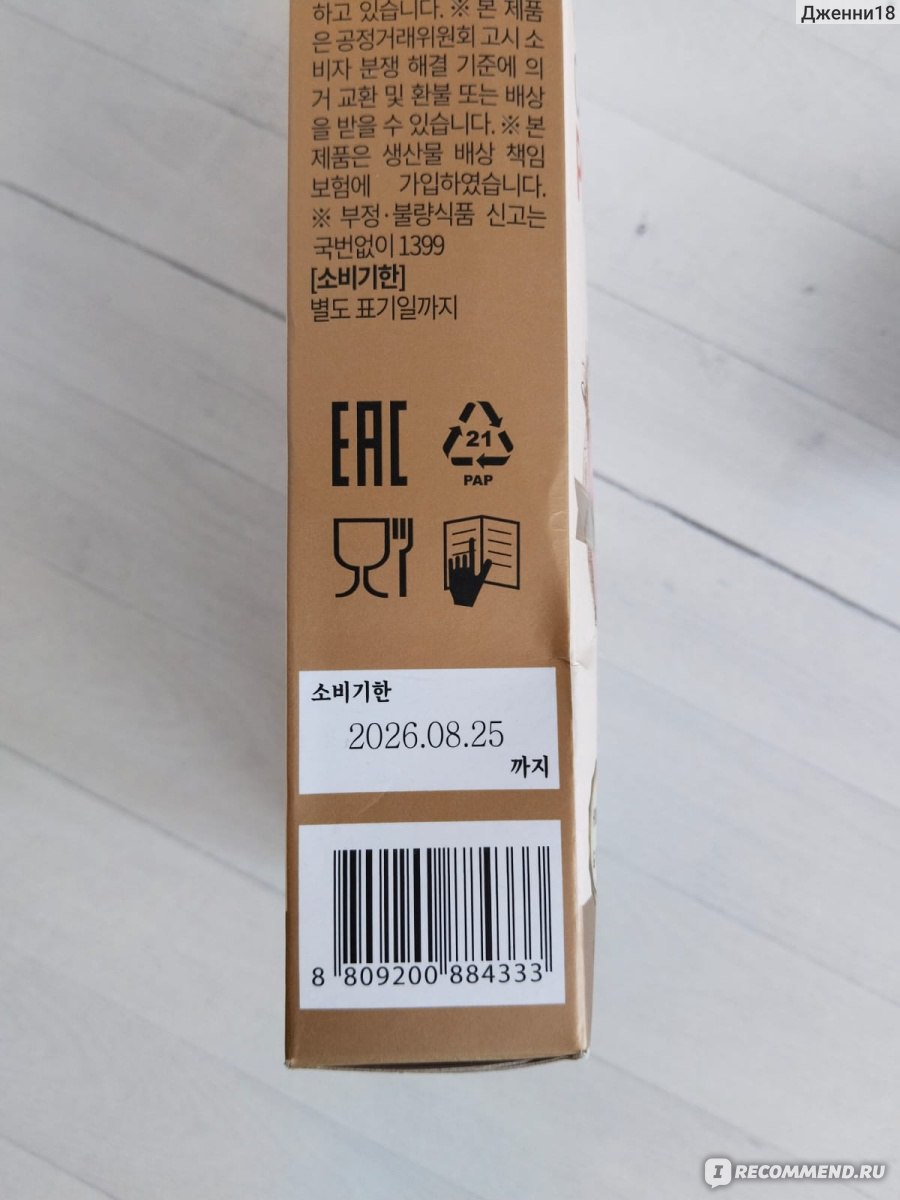 Дженни18
하고 있습니다. ※ 본 제품
은 공정거래위원회 고시 소
비자 분쟁 해결 기준에 의
거 교환 및 환불 또는 배상
을 받을 수 있습니다. ※ 본
제품은 생산물 배상 책임
보험에 가입하였습니다.
※ 부정·불량식품 신고는
국번없이 1399
[소비기한]
별도 표기일까지
EAC
21
PAP
소비기한
2026.08.25
까지
8 809200 884333
IRECOMMEND.RU